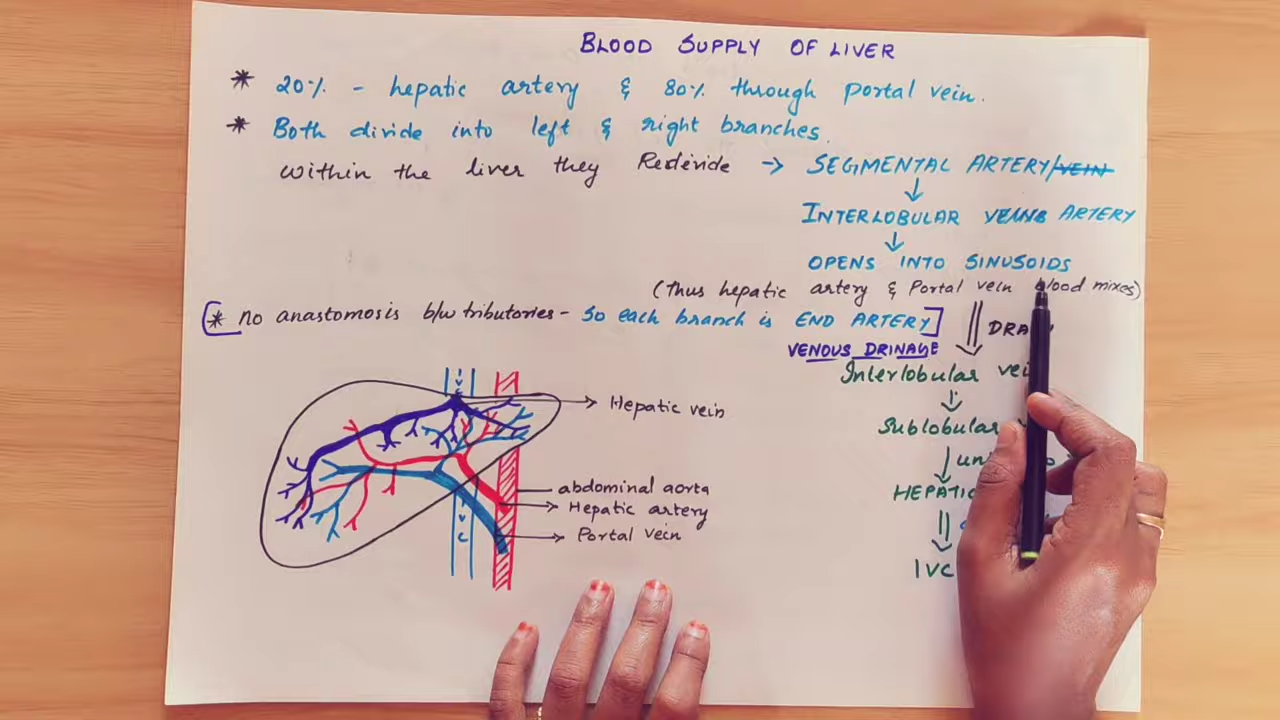 BLOOD SUPPLY OF LIVER
* 20% - hepatic artery & 80% through portal vein.
* Both divide into left & right branches.
within the liver they Redivide → SEGMENTAL ARTERY/VEIN
↓
INTERLOBULAR ARTERY
↓
OPENS INTO SINUSOIDS
(Thus hepatic artery & Portal vein blood mixes)
[* no anastomosis b/w tributories - So each branch is END ARTERY]
VENOUS DRINAGE
Interlobular
↓
Sublobular
↓
HEPATIC
⇓
IVC
IVC
Hepatic vein
abdominal aorta
Hepatic artery
Portal vein
IVC